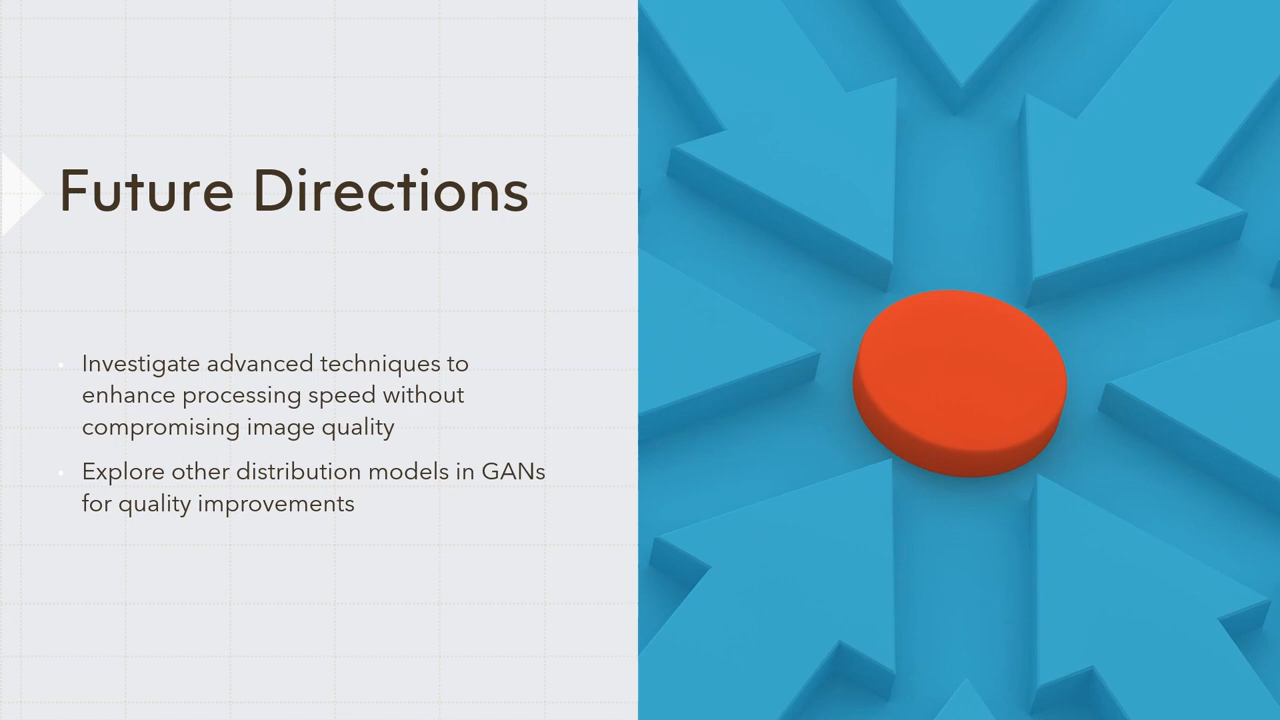 Future Directions
Investigate advanced techniques to
enhance processing speed without
compromising image quality
Explore other distribution models in GANs
for quality improvements